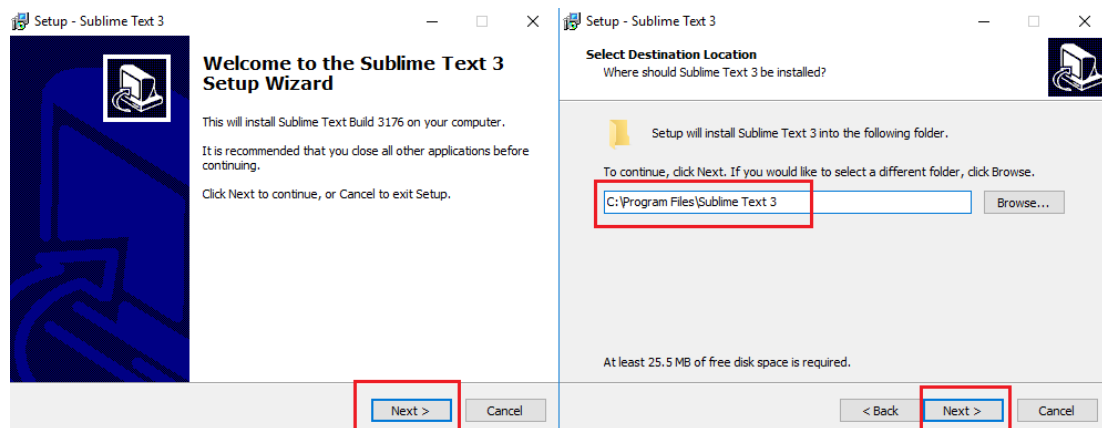 Setup - Sublime Text 3
Welcome to the Sublime Text 3
Setup Wizard
This will install Sublime Text Build 3176 on your computer.
It is recommended that you close all other applications before
continuing.
Click Next to continue, or Cancel to exit Setup.
Next >
Cancel
Setup - Sublime Text 3
Select Destination Location
Where should Sublime Text 3 be installed?
Setup will install Sublime Text 3 into the following folder.
To continue, click Next. If you would like to select a different folder, click Browse.
C:\Program Files\Sublime Text 3
Browse...
At least 25.5 MB of free disk space is required.
< Back
Next >
Cancel